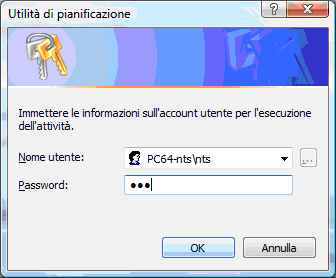 Utilità di pianificazione
?
Immettere le informazioni sull'account utente per l'esecuzione
dell'attività.
Nome utente:
PC64-nts\nts
...
Password:
●●●
OK
Annulla